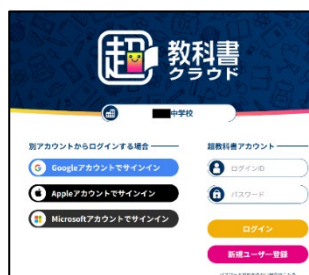 超 教科書
クラウド
中学校
別アカウントからログインする場合
Googleアカウントでサインイン
Appleアカウントでサインイン
Microsoftアカウントでサインイン
超教科書アカウント
ログインID
パスワード
ログイン
新規ユーザー登録